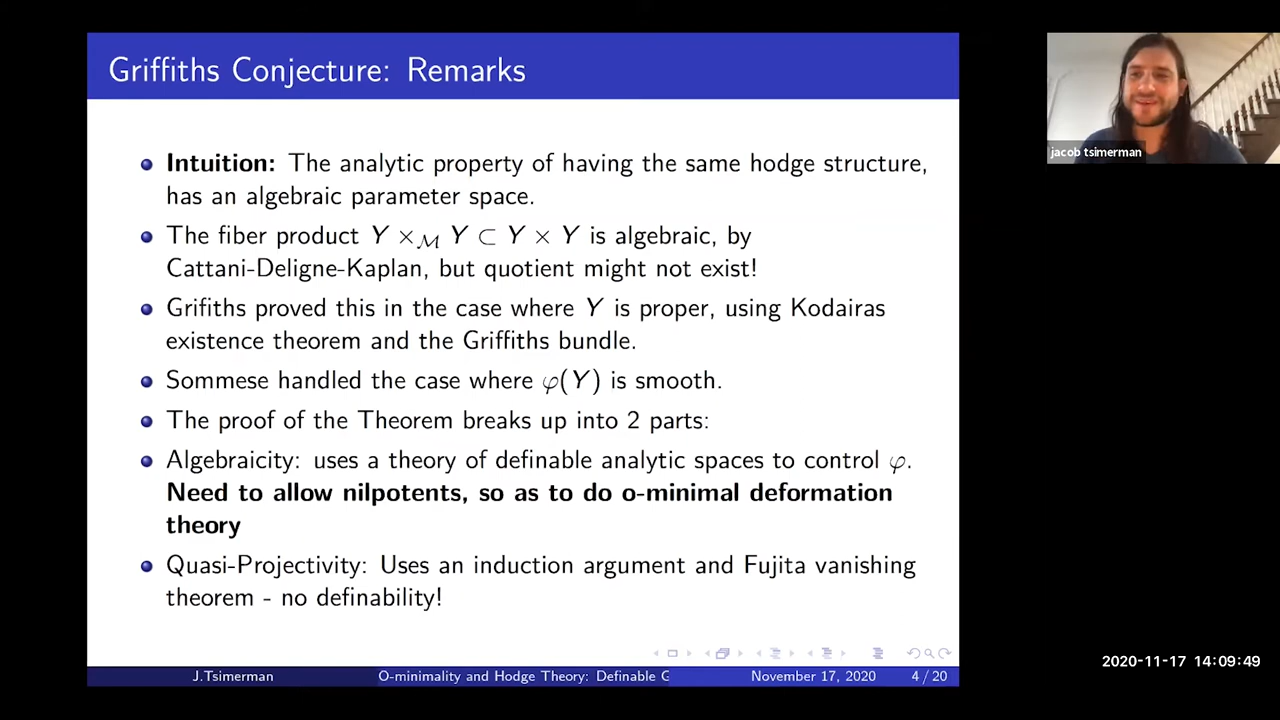 Griffiths Conjecture: Remarks
Intuition: The analytic property of having the same hodge structure,
has an algebraic parameter space.
The fiber product Y ×_ℳ Y ⊂ Y × Y is algebraic, by
Cattani-Deligne-Kaplan, but quotient might not exist!
Grifiths proved this in the case where Y is proper, using Kodairas
existence theorem and the Griffiths bundle.
Sommese handled the case where φ(Y) is smooth.
The proof of the Theorem breaks up into 2 parts:
Algebraicity: uses a theory of definable analytic spaces to control φ.
Need to allow nilpotents, so as to do o-minimal deformation
theory
Quasi-Projectivity: Uses an induction argument and Fujita vanishing
theorem - no definability!
J.Tsimerman
O-minimality and Hodge Theory: Definable G
November 17, 2020
4 / 20
jacob tsimerman
2020-11-17 14:09:49